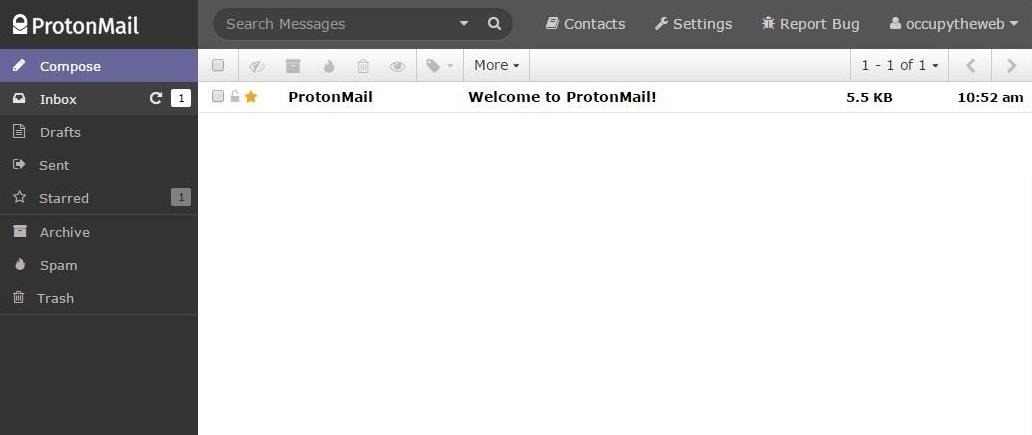 ProtonMail
Search Messages
Contacts
Settings
Report Bug
occupytheweb
Compose
More
1 - 1 of 1
Inbox
1
ProtonMail Welcome to ProtonMail! 5.5 KB 10:52 am
Drafts
Sent
Starred
1
Archive
Spam
Trash